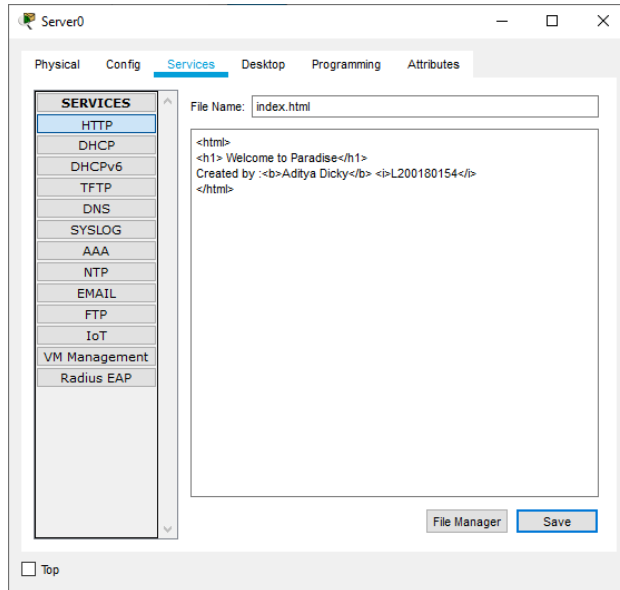 Server0
Physical Config Services Desktop Programming Attributes
SERVICES
HTTP
DHCP
DHCPv6
TFTP
DNS
SYSLOG
AAA
NTP
EMAIL
FTP
IoT
VM Management
Radius EAP
File Name: index.html
<html>
<h1> Welcome to Paradise</h1>
Created by :<b>Aditya Dicky</b> <i>L200180154</i>
</html>
File Manager Save
Top